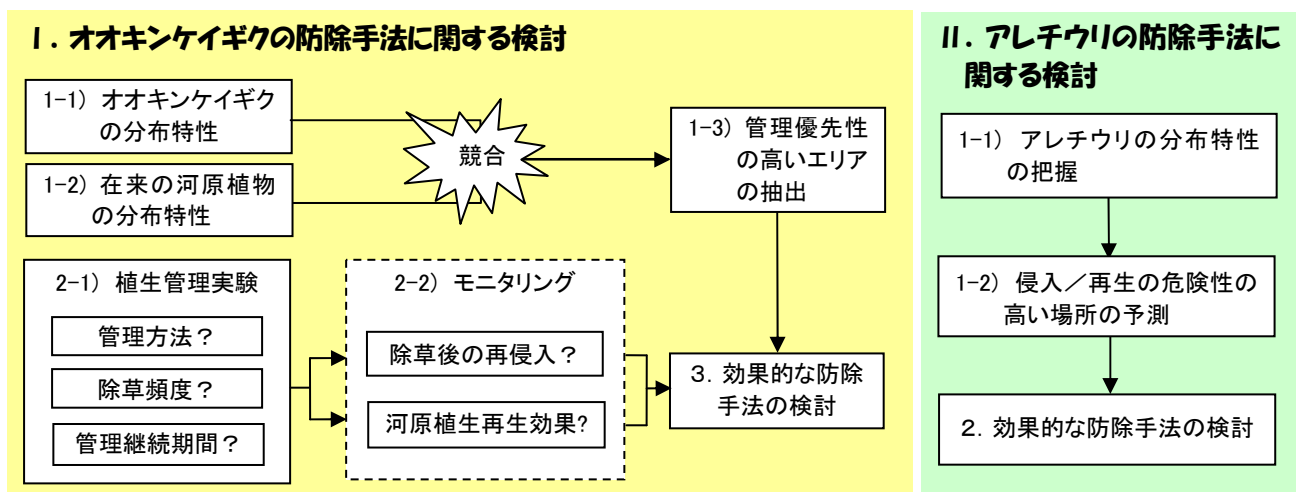 Ⅰ．オオキンケイギクの防除手法に関する検討
1-1）オオキンケイギク
の分布特性
1-2）在来の河原植物
の分布特性
競合
1-3）管理優先性
の高いエリア
の抽出
2-1）植生管理実験
管理方法？
除草頻度？
管理継続期間？
2-2）モニタリング
除草後の再侵入？
河原植生再生効果?
３．効果的な防除
手法の検討
Ⅱ．アレチウリの防除手法に
関する検討
1-1）アレチウリの分布特性
の把握
1-2）侵入／再生の危険性の
高い場所の予測
２．効果的な防除手法の検討